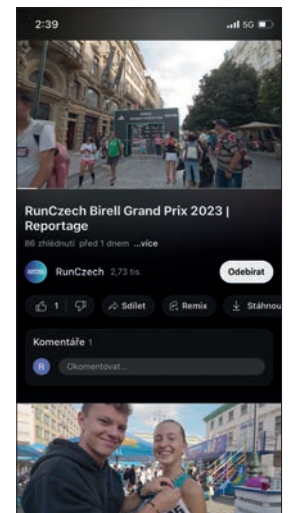 2:39
5G
RunCzech Birell Grand Prix 2023 |
Reportage
86 zhlédnutí před 1 dnem ...více
RunCzech 2,73 tis.
Odebírat
1
Sdílet
Remix
Stáhnou
Komentáře 1
R
Okomentovat...